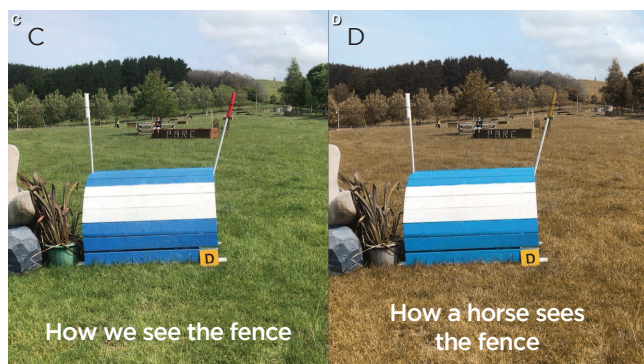 C
C
PARC
D
How we see the fence
D
D
PARC
D
How a horse sees
the fence